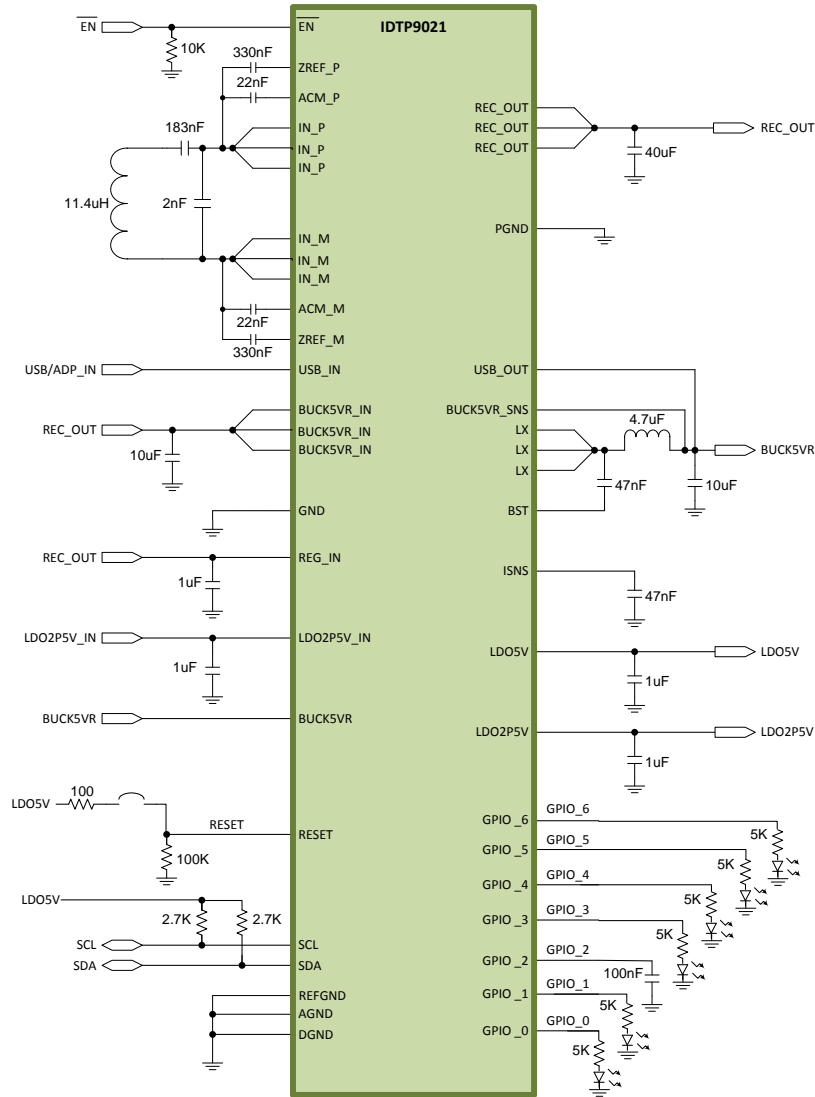 IDTP9021
EN
EN
10K
330nF
ZREF_P
22nF
ACM_P
183nF
IN_P
IN_P
IN_P
11.4uH
2nF
IN_M
IN_M
IN_M
ACM_M
22nF
ZREF_M
330nF
USB/ADP_IN
USB_IN
BUCK5VR_IN
REC_OUT
BUCK5VR_IN
BUCK5VR_IN
10uF
GND
REC_OUT
REG_IN
1uF
LDO2P5V_IN
LDO2P5V_IN
1uF
BUCK5VR
BUCK5VR
100
LDO5V
RESET
RESET
100K
LDO5V
2.7K
2.7K
SCL
SCL
SDA
SDA
REFGND
AGND
DGND
REC_OUT
REC_OUT
REC_OUT
REC_OUT
40uF
PGND
USB_OUT
BUCK5VR_SNS
4.7uF
LX
LX
BUCK5VR
LX
47nF
10uF
BST
ISNS
47nF
LDO5V
LDO5V
1uF
LDO2P5V
LDO2P5V
1uF
GPIO_6
GPIO _6
5K
GPIO_5
GPIO _5
5K
GPIO_4
GPIO _4
5K
GPIO_3
GPIO _3
5K
GPIO_2
GPIO _2
100nF
GPIO_1
GPIO _1
5K
GPIO_0
GPIO _0
5K